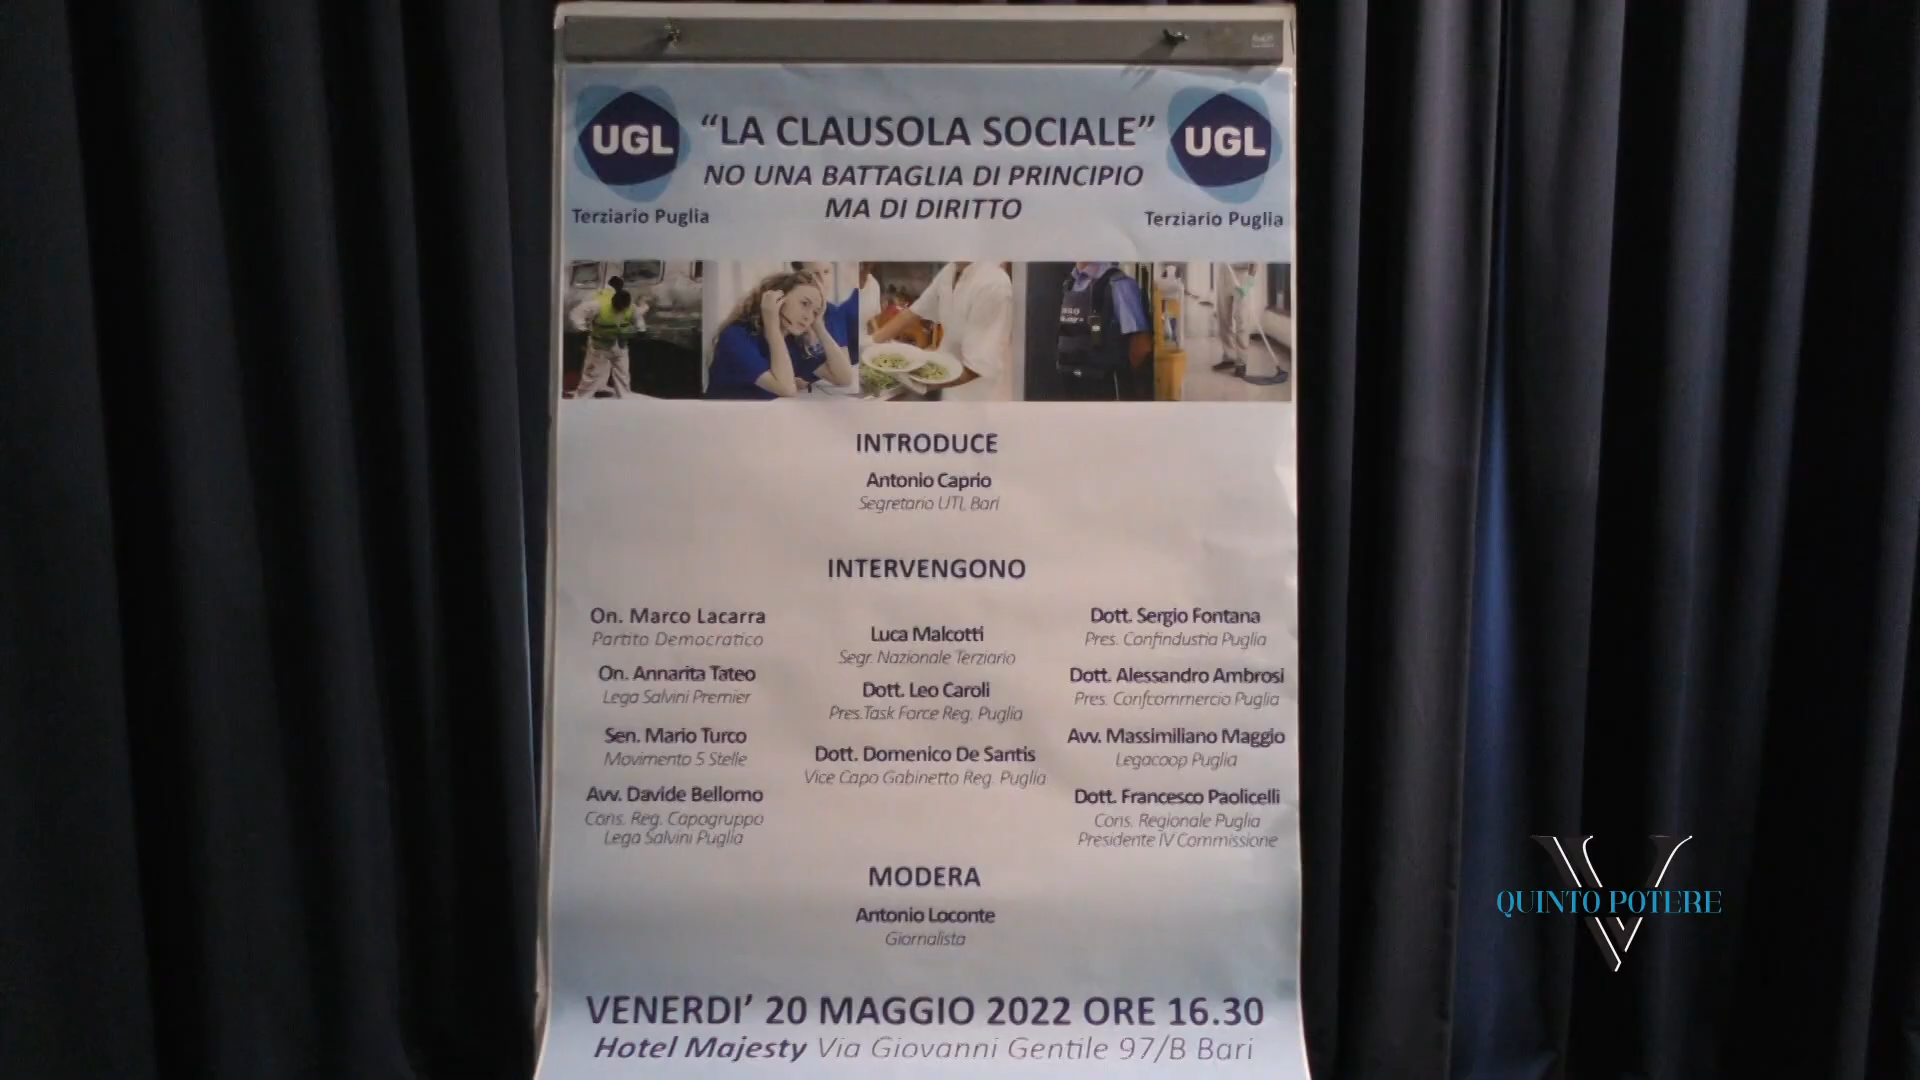 UGL
"LA CLAUSOLA SOCIALE"
NO UNA BATTAGLIA DI PRINCIPIO
MA DI DIRITTO
UGL
Terziario Puglia
Terziario Puglia
INTRODUCE
Antonio Caprio
Segretario UTL Bari
INTERVENGONO
On. Marco Lacarra
Partito Democratico
On. Annarita Tateo
Lega Salvini Premier
Sen. Mario Turco
Movimento 5 Stelle
Avv. Davide Bellomo
Cons. Reg. Capogruppo
Lega Salvini Puglia
Luca Malcotti
Segr. Nazionale Terziario
Dott. Leo Caroli
Pres.Task Force Reg. Puglia
Dott. Domenico De Santis
Vice Capo Gabinetto Reg. Puglia
Dott. Sergio Fontana
Pres. Confindustia Puglia
Dott. Alessandro Ambrosi
Pres. Confcommercio Puglia
Avv. Massimiliano Maggio
Legacoop Puglia
Dott. Francesco Paolicelli
Cons. Regionale Puglia
Presidente IV Commissione
MODERA
Antonio Loconte
Giornalista
VENERDI' 20 MAGGIO 2022 ORE 16.30
Hotel Majesty Via Giovanni Gentile 97/B Bari
V
QUINTO POTERE